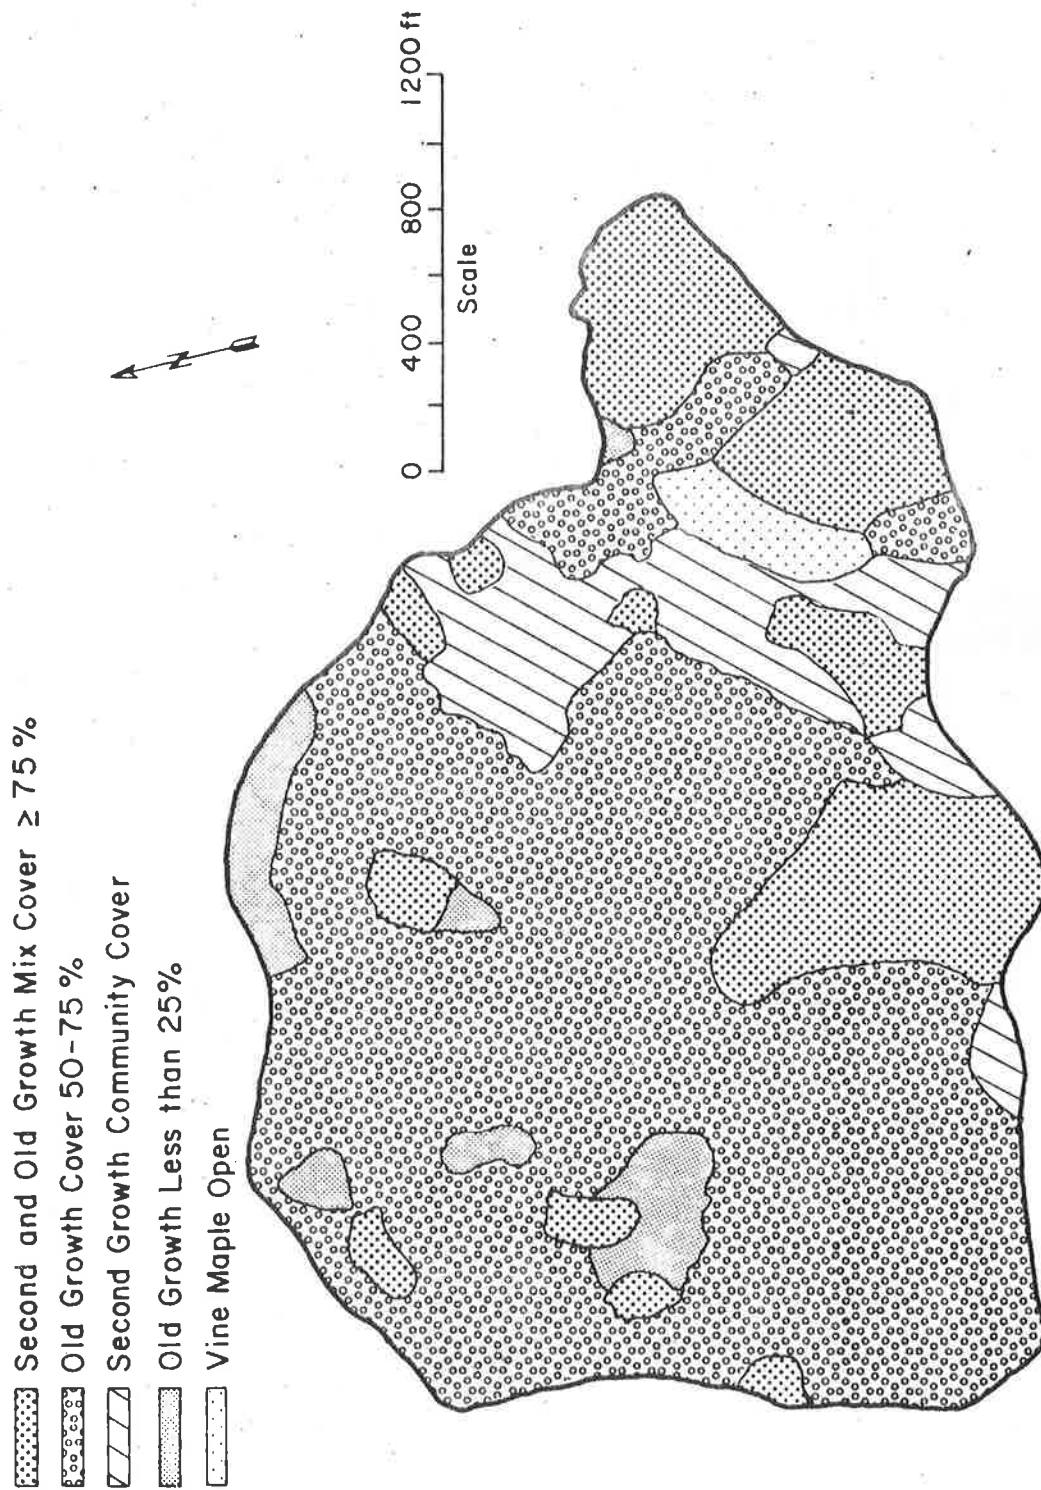 Second and Old Growth Mix Cover ≥ 75%
Old Growth Cover 50-75%
Second Growth Community Cover
Old Growth Less than 25%
Vine Maple Open
N
0 400 800 1200 ft
Scale